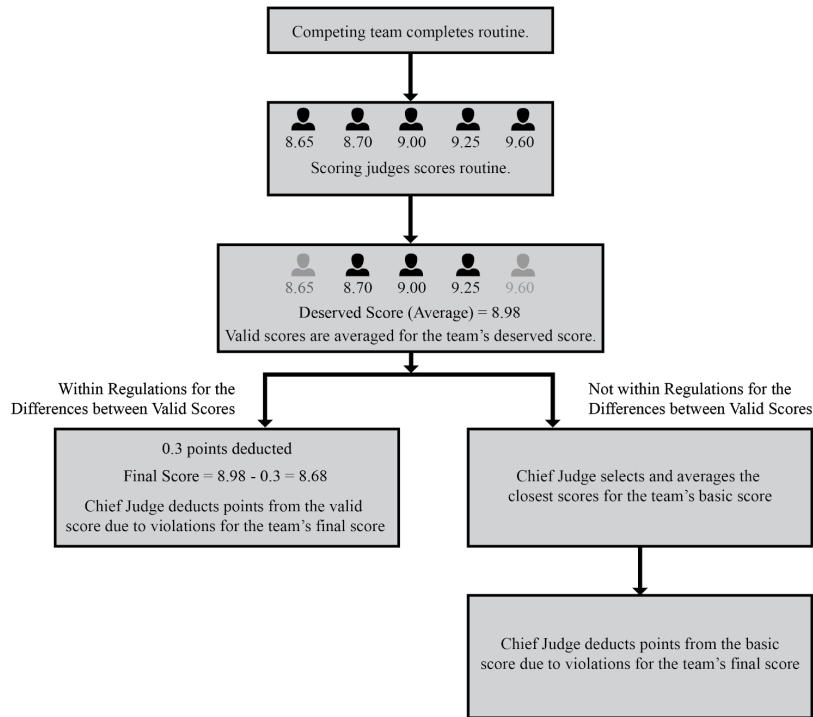 Competing team completes routine.
8.65 8.70 9.00 9.25 9.60
Scoring judges scores routine.
8.65 8.70 9.00 9.25 9.60
Deserved Score (Average) = 8.98
Valid scores are averaged for the team's deserved score.
Within Regulations for the
Differences between Valid Scores
Not within Regulations for the
Differences between Valid Scores
0.3 points deducted
Final Score = 8.98 - 0.3 = 8.68
Chief Judge deducts points from the valid
score due to violations for the team's final score
Chief Judge selects and averages the
closest scores for the team's basic score
Chief Judge deducts points from the basic
score due to violations for the team's final score